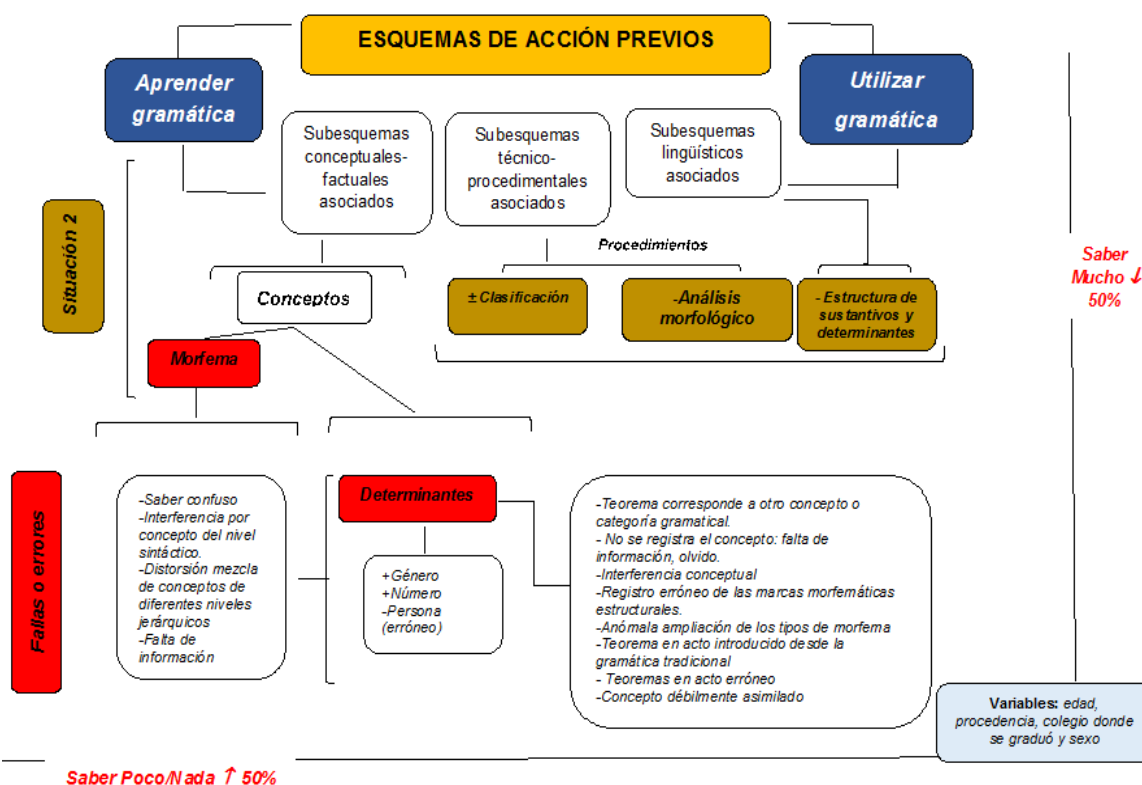 ESQUEMAS DE ACCIÓN PREVIOS
Aprender
gramática
Utilizar
gramática
Subesquemas
conceptuales-
factuales
asociados
Subesquemas
técnico-
procedimentales
asociados
Subesquemas
lingüísticos
asociados
Situación 2
Procedimientos
Conceptos
± Clasificación
-Análisis
morfológico
- Estructura de
sustantivos y
determinantes
Saber
Mucho ↓
50%
Morfema
Fallas o errores
-Saber confuso
-Interferencia por
concepto del nivel
sintáctico.
-Distorsión mezcla
de conceptos de
diferentes niveles
jerárquicos
-Falta de
información
Determinantes
+Género
+Número
-Persona
(erróneo)
-Teorema corresponde a otro concepto o
categoría gramatical.
- No se registra el concepto: falta de
información, olvido.
-Interferencia conceptual
-Registro erróneo de las marcas morfemáticas
estructurales.
-Anómala ampliación de los tipos de morfema
-Teorema en acto introducido desde la
gramática tradicional
- Teoremas en acto erróneo
-Concepto débilmente asimilado
Variables: edad,
procedencia, colegio donde
se graduó y sexo
Saber Poco/Nada ↑ 50%